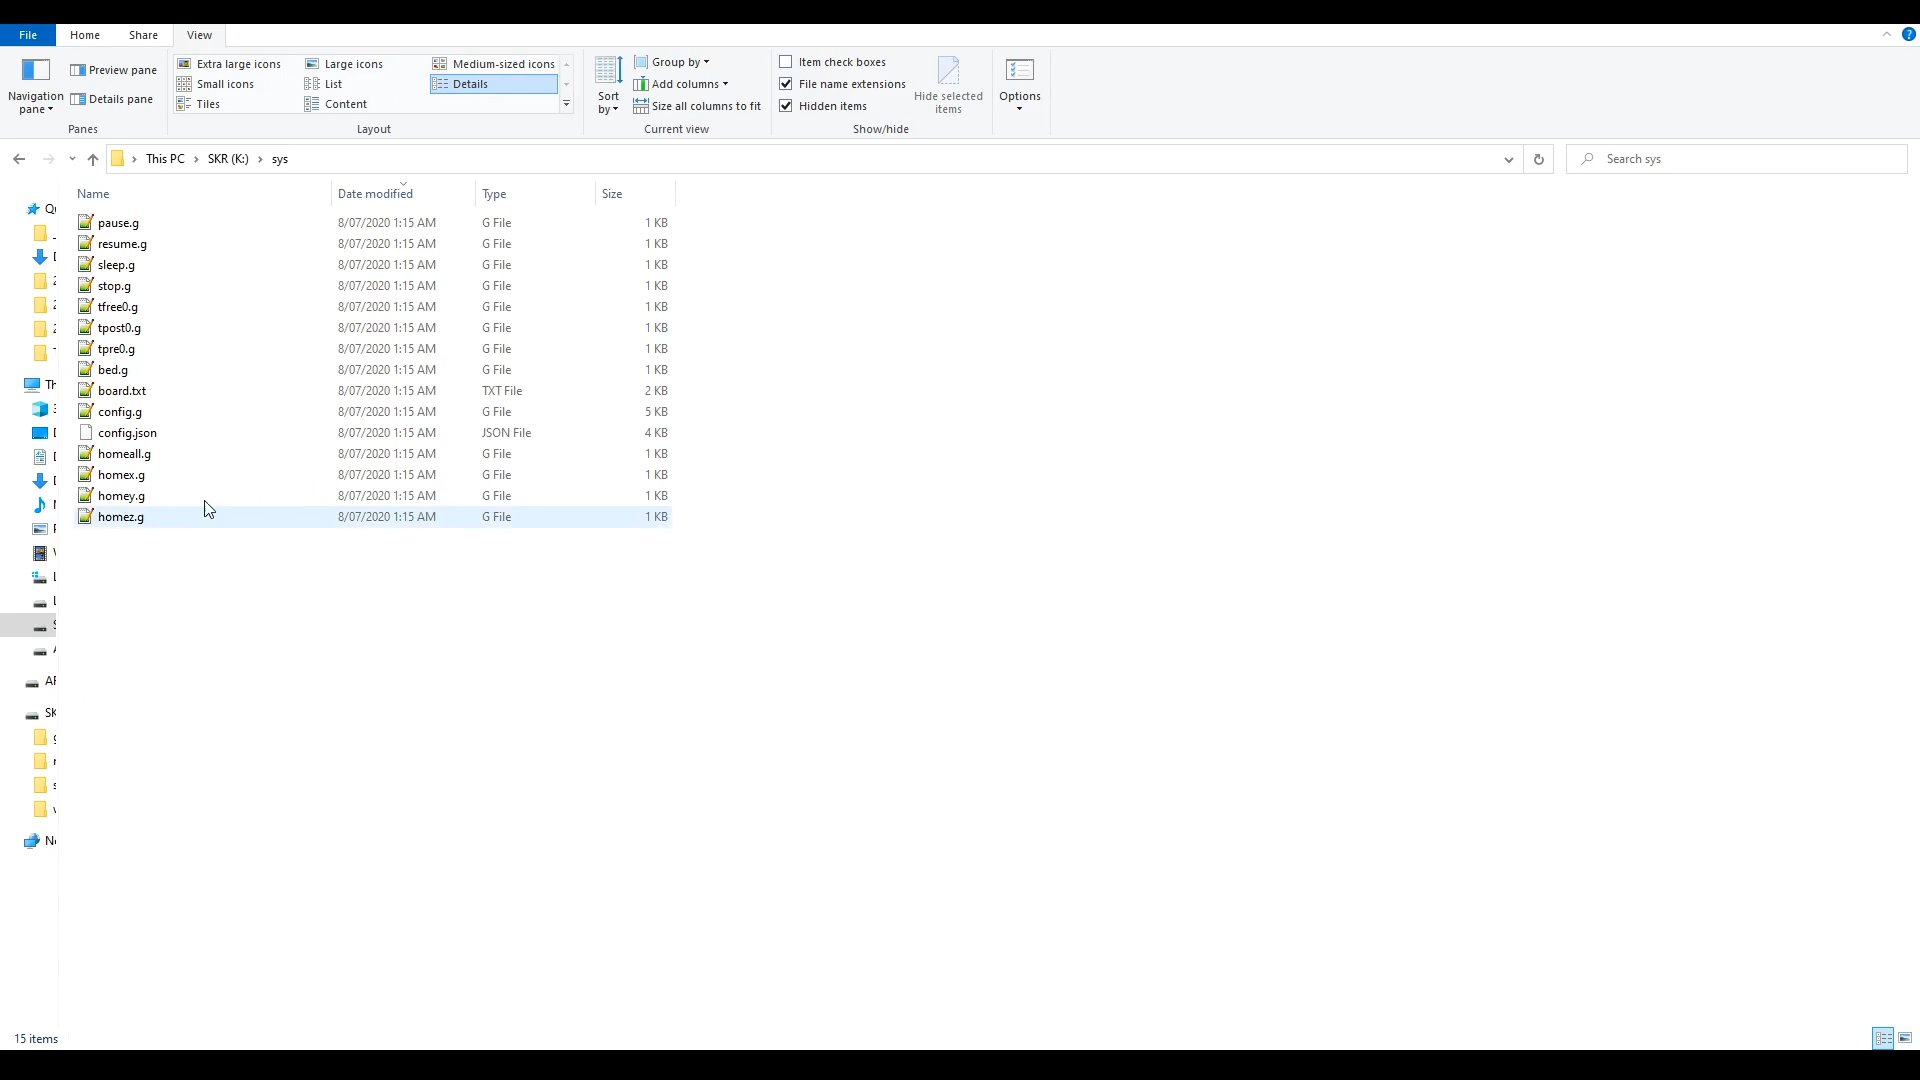 File Home Share View
Navigation pane
Preview pane
Details pane
Panes
Extra large icons Large icons Medium-sized icons
Small icons List Details
Tiles Content
Layout
Sort by
Group by
Add columns
Size all columns to fit
Current view
Item check boxes
File name extensions
Hidden items
Hide selected items
Show/hide
Options
This PC › SKR (K:) › sys
Search sys
Name Date modified Type Size
pause.g 8/07/2020 1:15 AM G File 1 KB
resume.g 8/07/2020 1:15 AM G File 1 KB
sleep.g 8/07/2020 1:15 AM G File 1 KB
stop.g 8/07/2020 1:15 AM G File 1 KB
tfree0.g 8/07/2020 1:15 AM G File 1 KB
tpost0.g 8/07/2020 1:15 AM G File 1 KB
tpre0.g 8/07/2020 1:15 AM G File 1 KB
bed.g 8/07/2020 1:15 AM G File 1 KB
board.txt 8/07/2020 1:15 AM TXT File 2 KB
config.g 8/07/2020 1:15 AM G File 5 KB
config.json 8/07/2020 1:15 AM JSON File 4 KB
homeall.g 8/07/2020 1:15 AM G File 1 KB
homex.g 8/07/2020 1:15 AM G File 1 KB
homey.g 8/07/2020 1:15 AM G File 1 KB
homez.g 8/07/2020 1:15 AM G File 1 KB
15 items